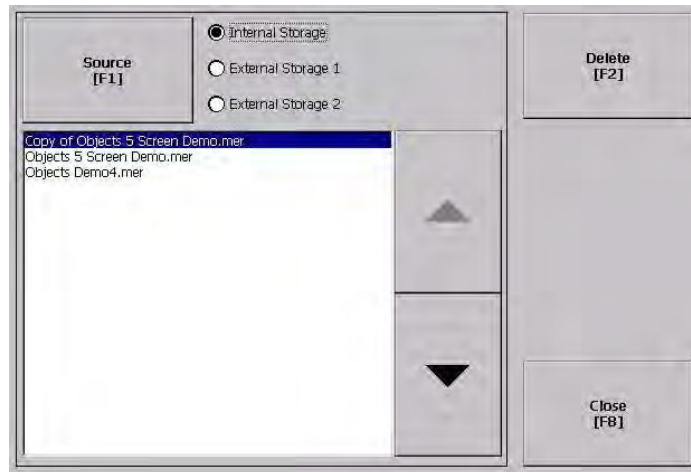 Source
[F1]
Internal Storage
External Storage 1
External Storage 2
Delete
[F2]
Copy of Objects 5 Screen Demo.mer
Objects 5 Screen Demo.mer
Objects Demo4.mer
Close
[F8]